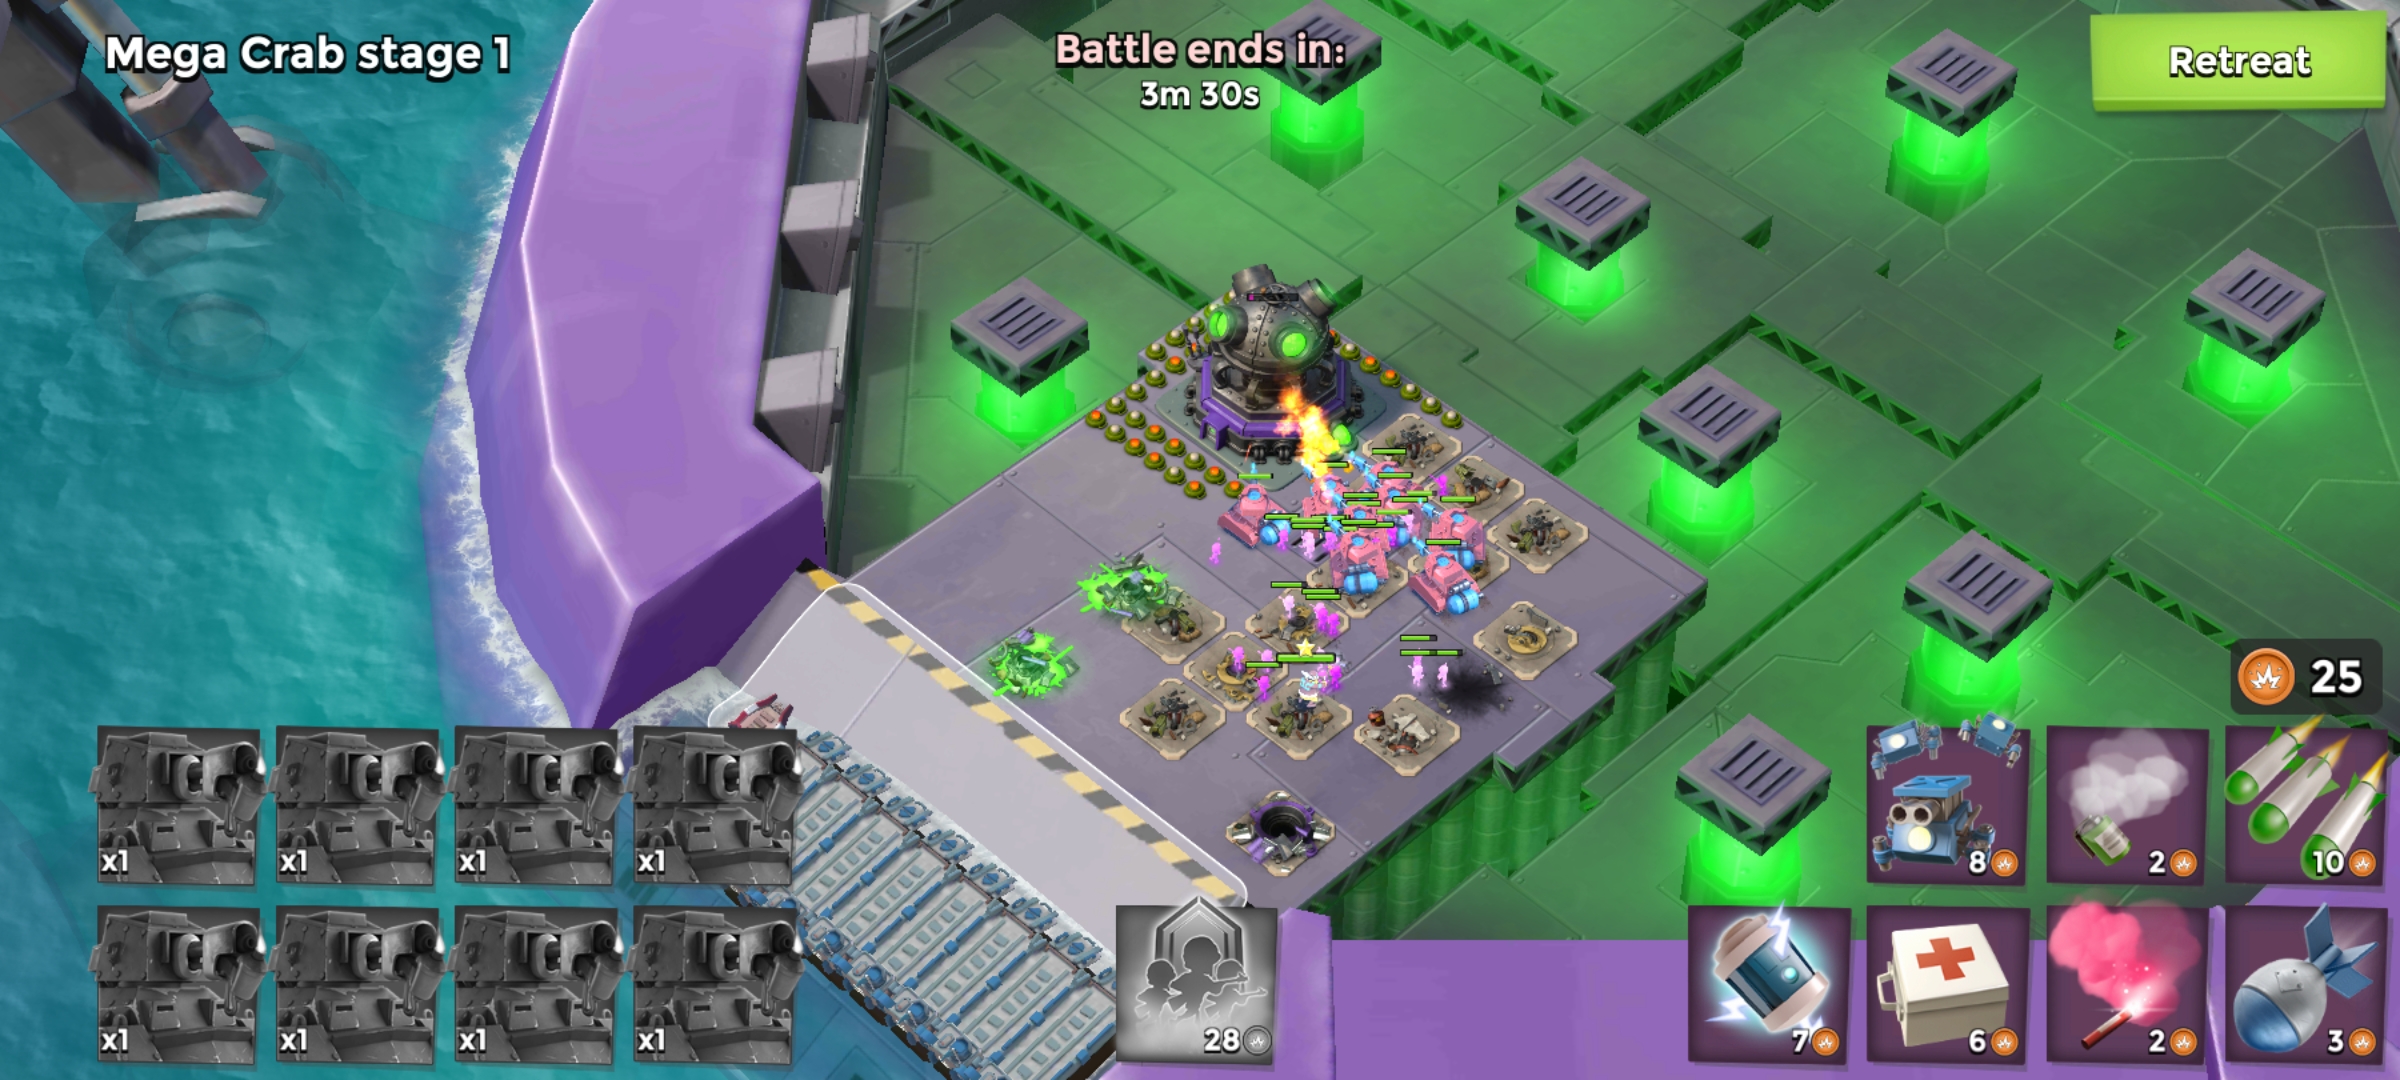 Mega Crab stage 1
Battle ends in:
3m 30s
Retreat
25
x1
x1
x1
x1
8
2
10
x1
x1
x1
x1
28
7
6
2
3